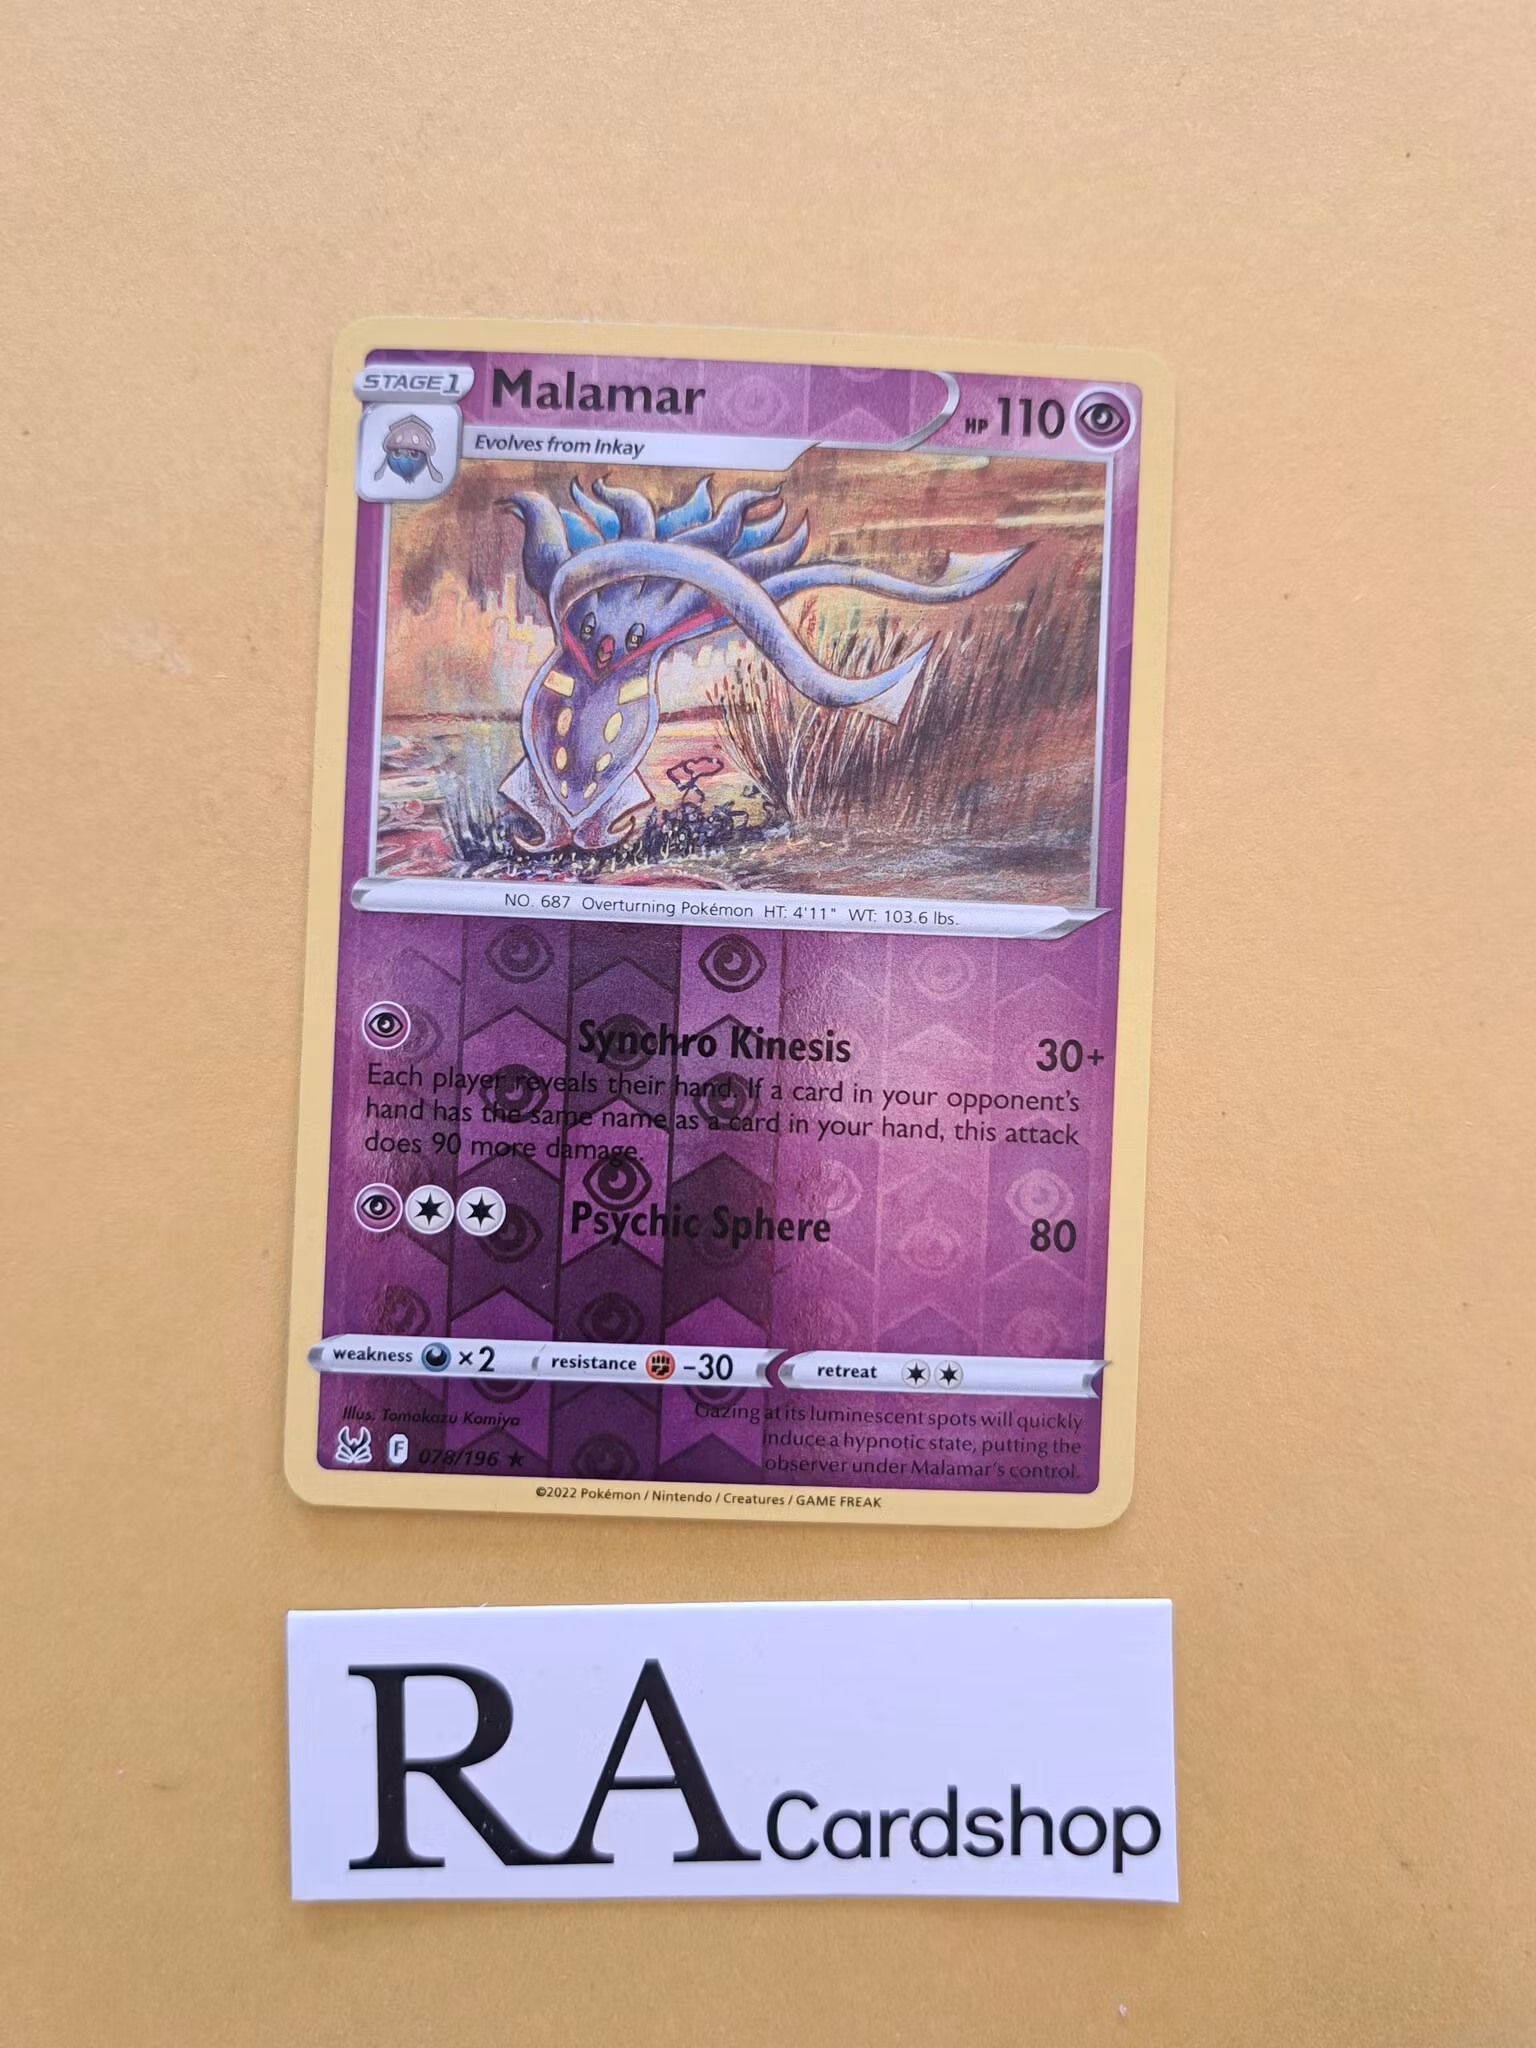 STAGE 1
Malamar
HP 110
Evolves from Inkay
NO. 687 Overturning Pokémon HT: 4'11" WT: 103.6 lbs.
Synchro Kinesis 30+
Each player reveals their hand. If a card in your opponent's
hand has the same name as a card in your hand, this attack
does 90 more damage.
Psychic Sphere 80
weakness ×2 resistance -30 retreat
Illus. Tomokazu Komiya
F 078/196 ★
Gazing at its luminescent spots will quickly
induce a hypnotic state, putting the
observer under Malamar's control.
©2022 Pokémon / Nintendo / Creatures / GAME FREAK
RA Cardshop